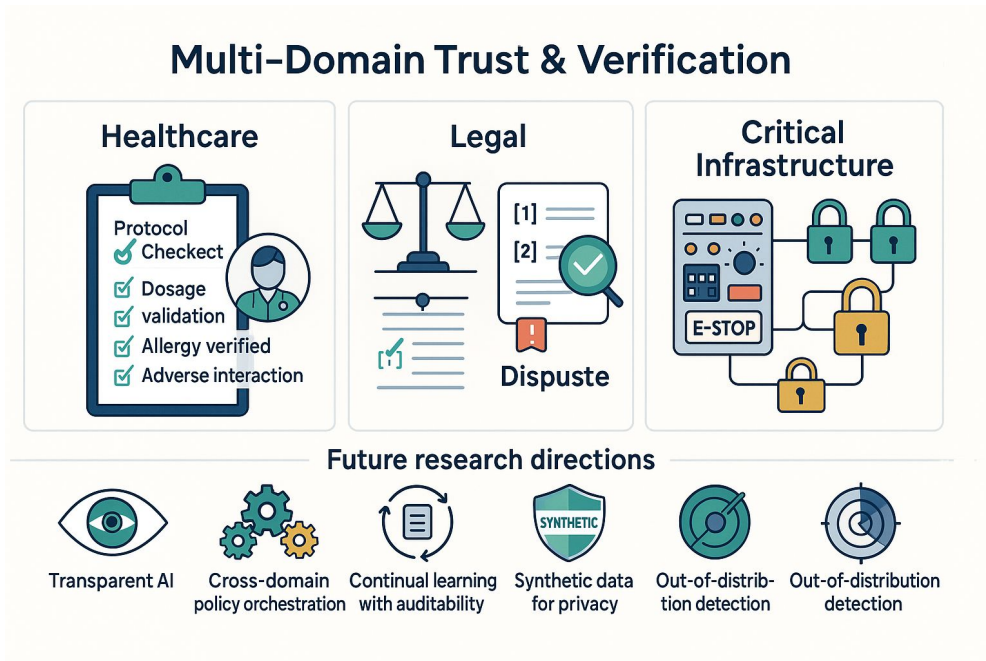 Multi-Domain Trust & Verification
Healthcare
Protocol
Checkect
Dosage
validation
Allergy verified
Adverse interaction
Legal
[1]
[2]
Dispuste
Critical
Infrastructure
E-STOP
Future research directions
Transparent AI
Cross-domain
policy orchestration
Continual learning
with auditability
SYNTHETIC
Synthetic data
for privacy
Out-of-distrib-
tion detection
Out-of-distribution
detection